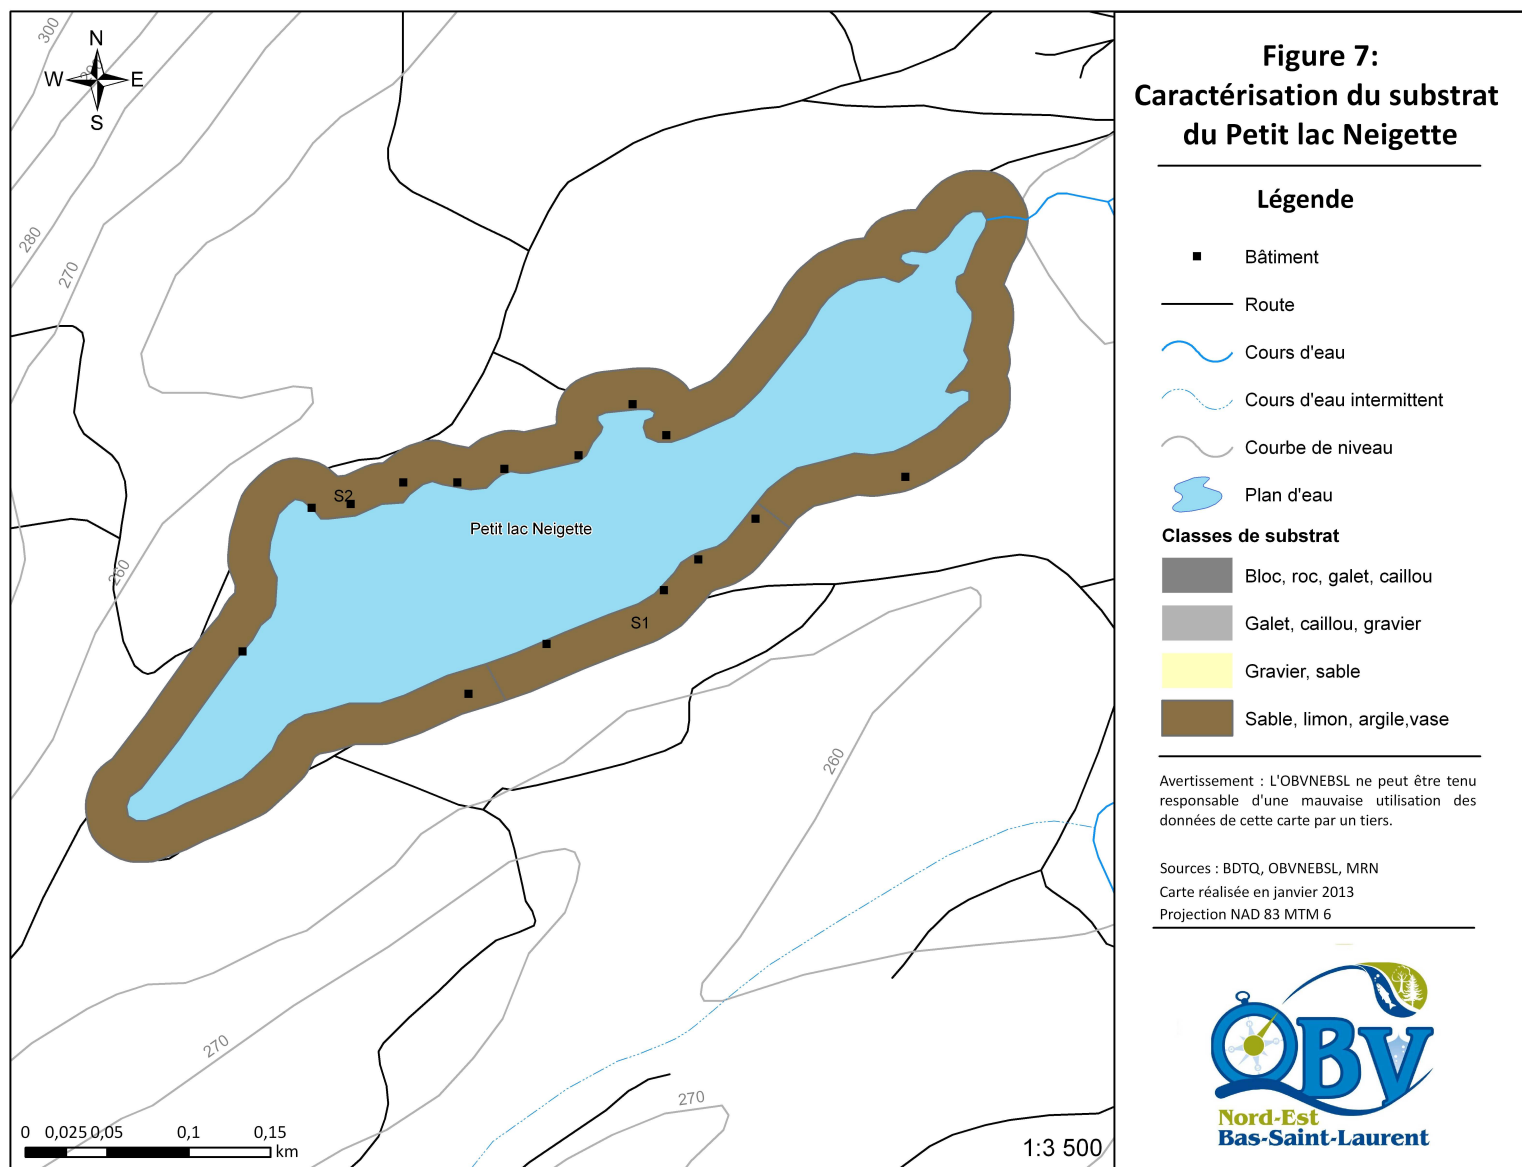 300
290
N
W E
S
280
270
260
S2
Petit lac Neigette
S1
260
270
270
0 0,025 0,05 0,1 0,15
km
1:3 500
Figure 7:
Caractérisation du substrat
du Petit lac Neigette
Légende
Bâtiment
Route
Cours d'eau
Cours d'eau intermittent
Courbe de niveau
Plan d'eau
Classes de substrat
Bloc, roc, galet, caillou
Galet, caillou, gravier
Gravier, sable
Sable, limon, argile,vase
Avertissement : L'OBVNEBSL ne peut être tenu
responsable d'une mauvaise utilisation des
données de cette carte par un tiers.
Sources : BDTQ, OBVNEBSL, MRN
Carte réalisée en janvier 2013
Projection NAD 83 MTM 6
OBV
Nord-Est
Bas-Saint-Laurent